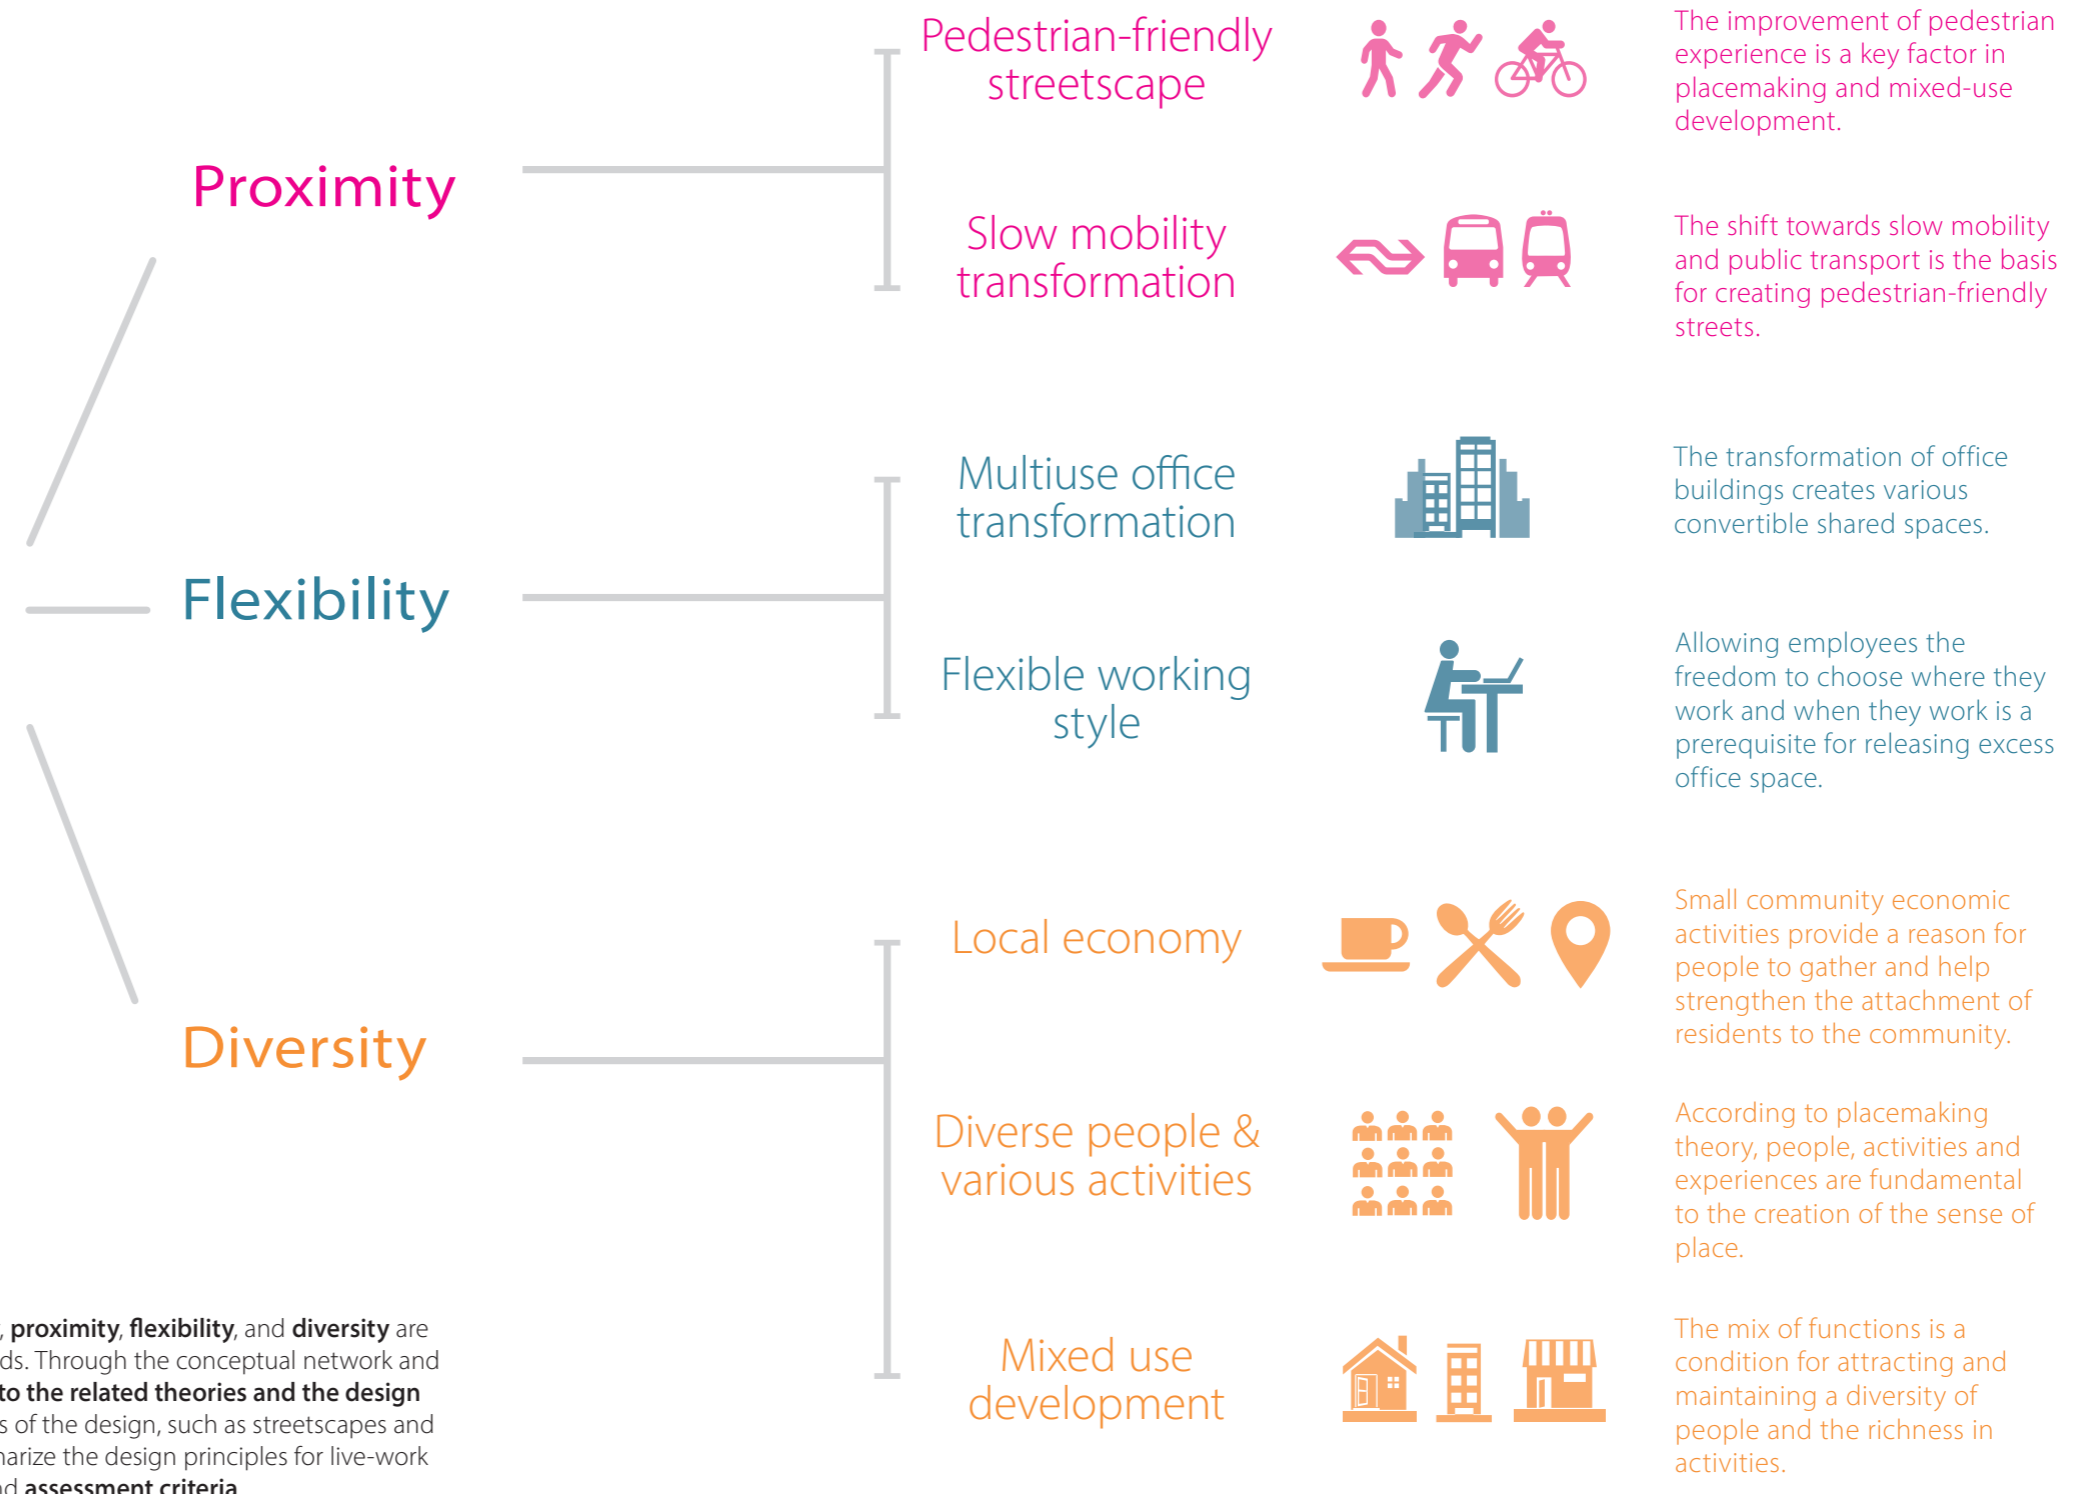 Pedestrian-friendly
streetscape
The improvement of pedestrian
experience is a key factor in
placemaking and mixed-use
development.
Proximity
Slow mobility
transformation
The shift towards slow mobility
and public transport is the basis
for creating pedestrian-friendly
streets.
Multiuse office
transformation
The transformation of office
buildings creates various
convertible shared spaces.
Flexibility
Flexible working
style
Allowing employees the
freedom to choose where they
work and when they work is a
prerequisite for releasing excess
office space.
Local economy
Small community economic
activities provide a reason for
people to gather and help
strengthen the attachment of
residents to the community.
Diversity
Diverse people &
various activities
According to placemaking
theory, people, activities and
experiences are fundamental
to the creation of the sense of
place.
Mixed use
development
The mix of functions is a
condition for attracting and
maintaining a diversity of
people and the richness in
activities.
, proximity, flexibility, and diversity are
Through the conceptual network and
to the related theories and the design
of the design, such as streetscapes and
the design principles for live-work
assessment criteria